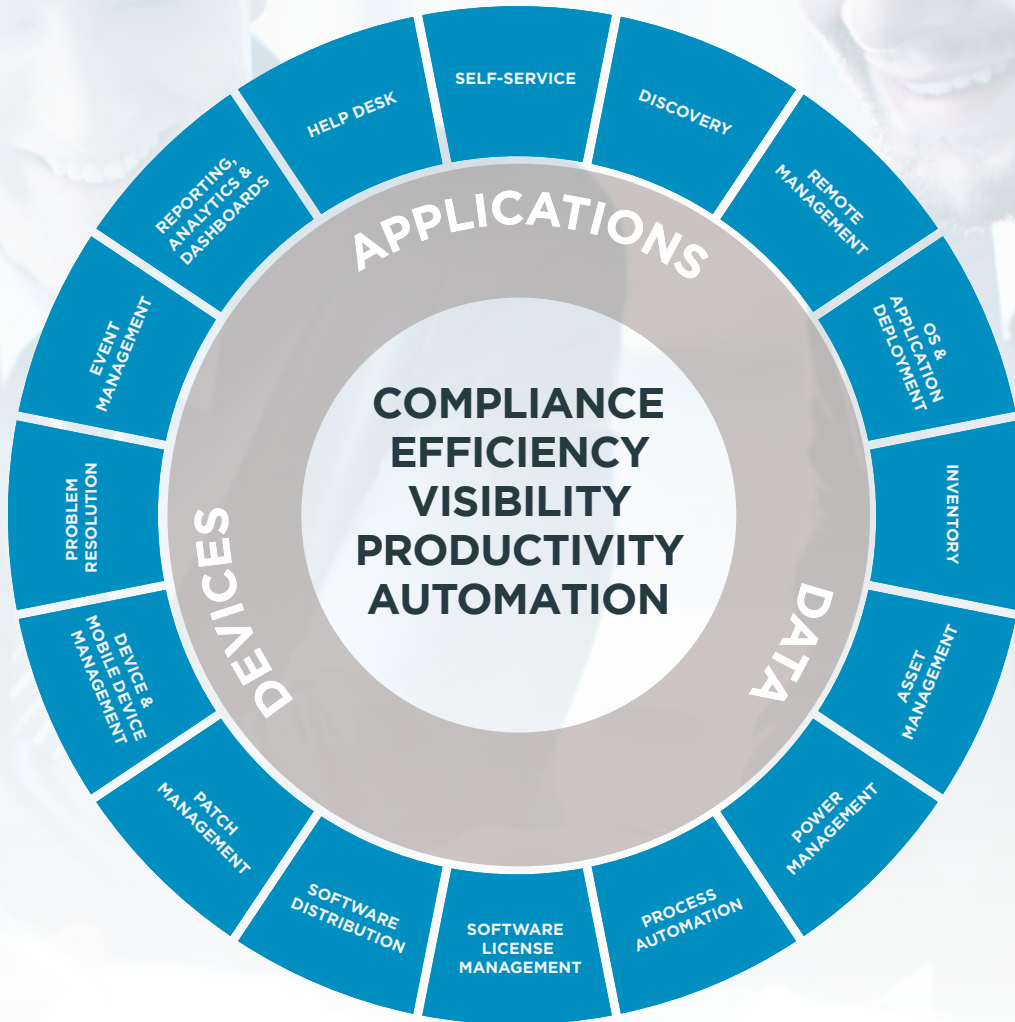 SELF-SERVICE
DISCOVERY
REMOTE
MANAGEMENT
OS &
APPLICATION
DEPLOYMENT
INVENTORY
ASSET
MANAGEMENT
POWER
MANAGEMENT
PROCESS
AUTOMATION
SOFTWARE
LICENSE
MANAGEMENT
SOFTWARE
DISTRIBUTION
PATCH
MANAGEMENT
DEVICE &
MOBILE DEVICE
MANAGEMENT
PROBLEM
RESOLUTION
EVENT
MANAGEMENT
REPORTING,
ANALYTICS &
DASHBOARDS
HELP DESK
APPLICATIONS
DATA
DEVICES
COMPLIANCE
EFFICIENCY
VISIBILITY
PRODUCTIVITY
AUTOMATION